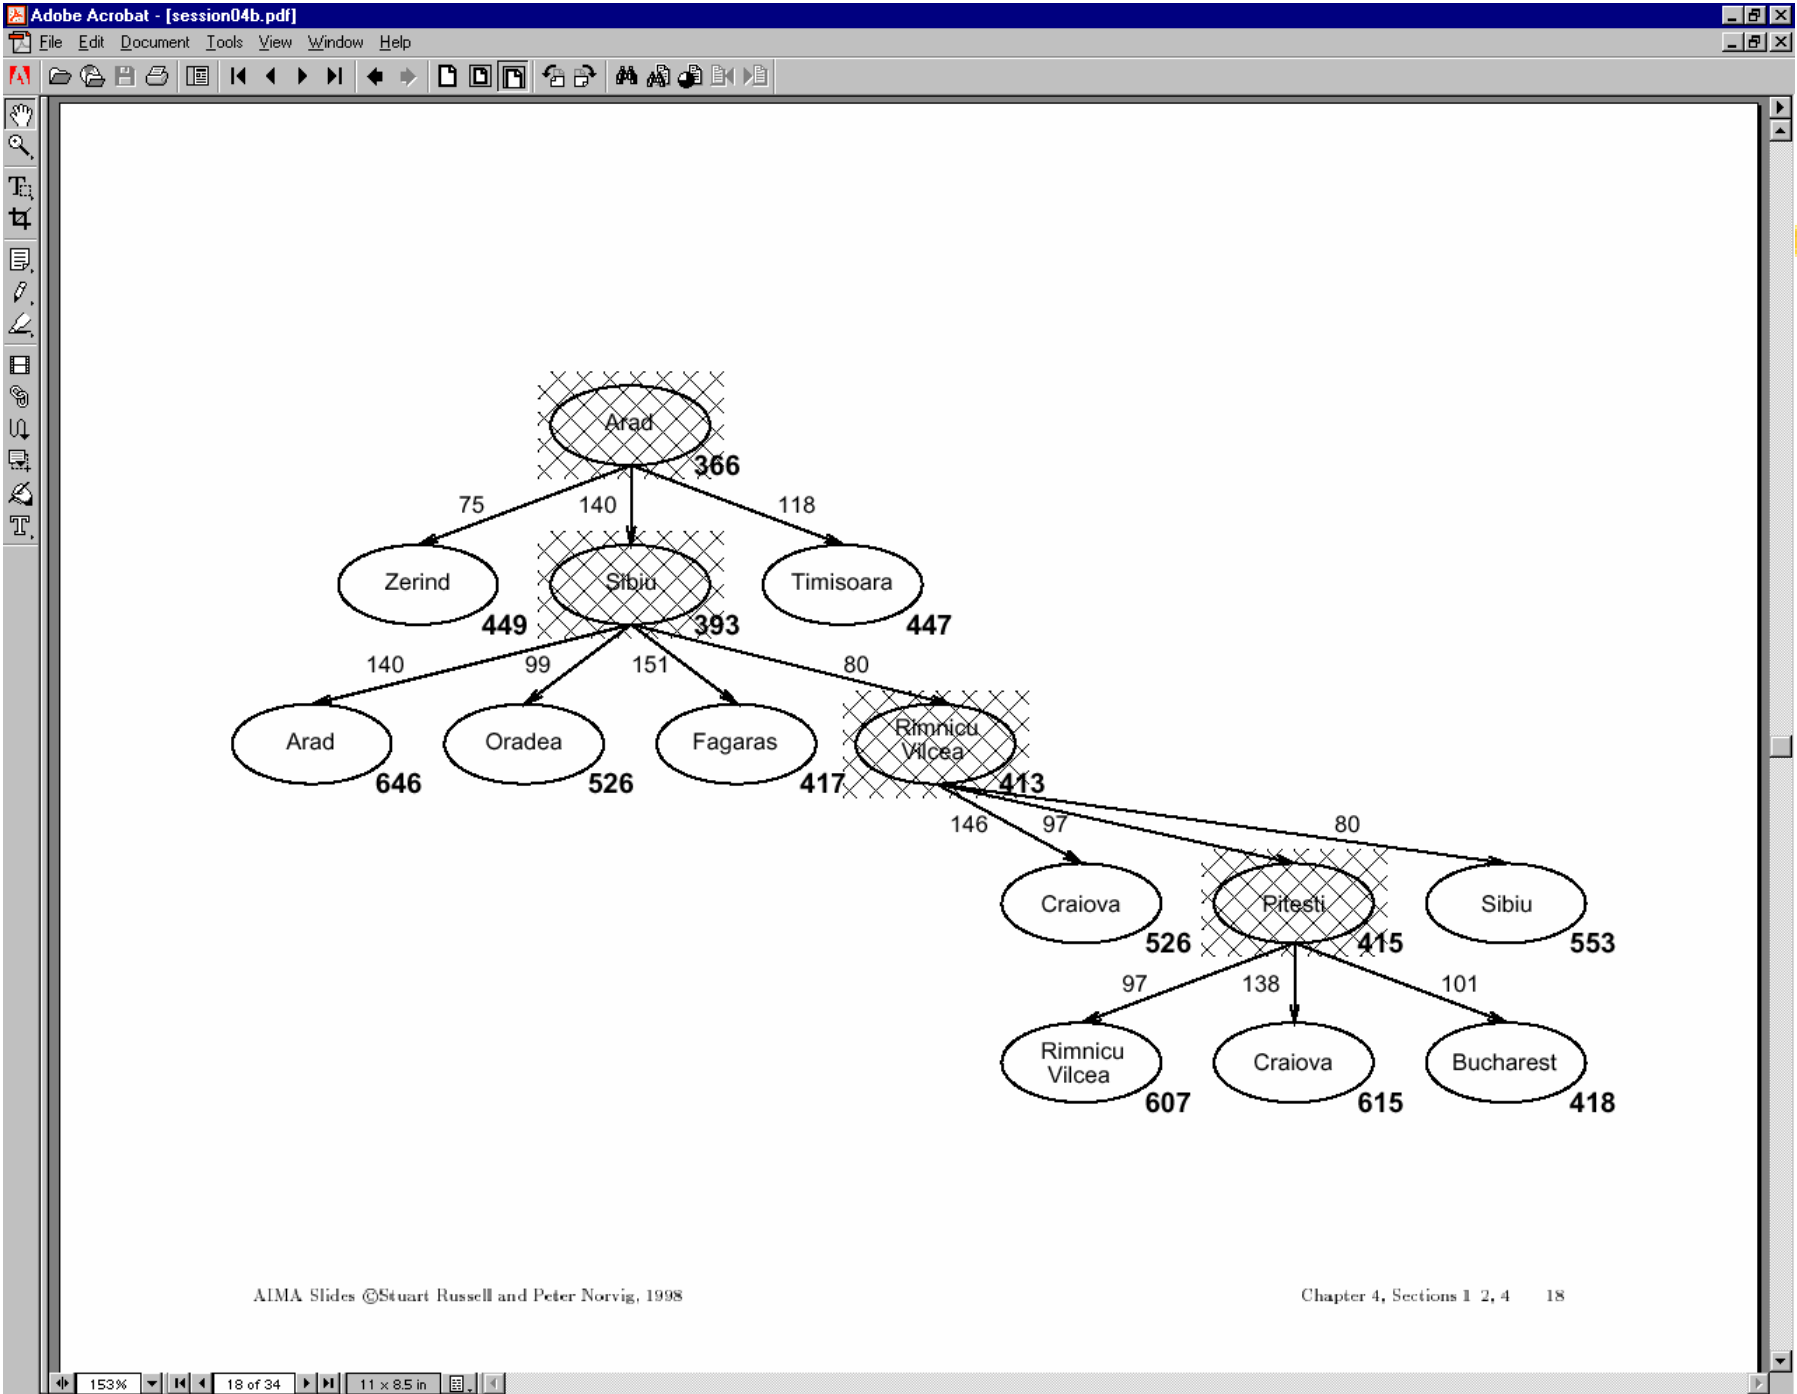 Adobe Acrobat - [session04b.pdf]
File Edit Document Tools View Window Help
Arad
366
75 140 118
Zerind Sibiu Timisoara
449 393 447
140 99 151 80
Arad Oradea Fagaras Rimnicu
Vilcea
646 526 417 413
146 97 80
Craiova Pitesti Sibiu
526 415 553
97 138 101
Rimnicu
Vilcea Craiova Bucharest
607 615 418
AIMA Slides ©Stuart Russell and Peter Norvig, 1998 Chapter 4, Sections 1 2, 4 18
153% 18 of 34 11 x 8.5 in